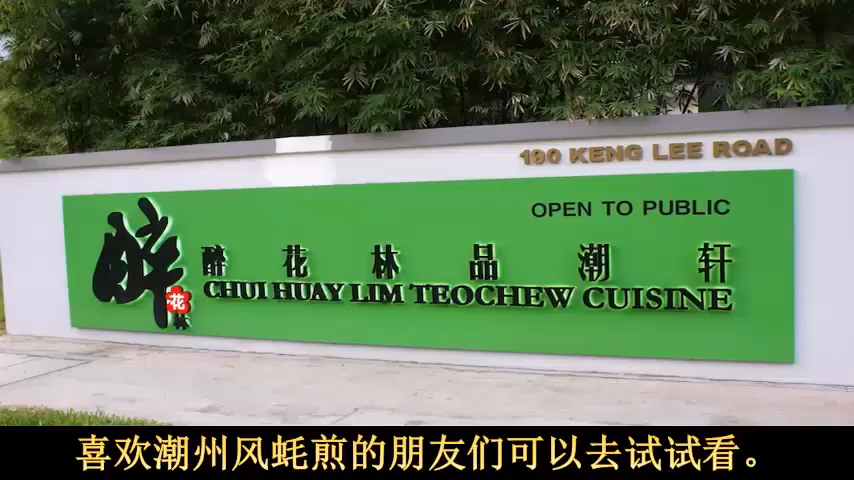 190 KENG LEE ROAD
OPEN TO PUBLIC
醉
花
林
醉花林品潮轩
CHUI HUAY LIM TEOCHEW CUISINE
喜欢潮州风蚝煎的朋友们可以去试试看。